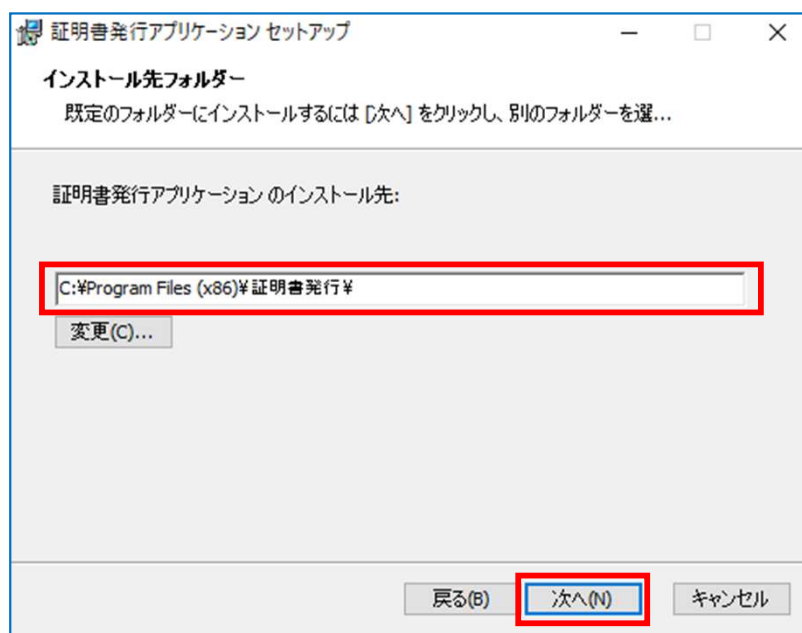 証明書発行アプリケーション セットアップ
インストール先フォルダー
既定のフォルダーにインストールするには [次へ] をクリックし、別のフォルダーを選...
証明書発行アプリケーション のインストール先:
C:¥Program Files (x86)¥証明書発行¥
変更(C)...
戻る(B)
次へ(N)
キャンセル